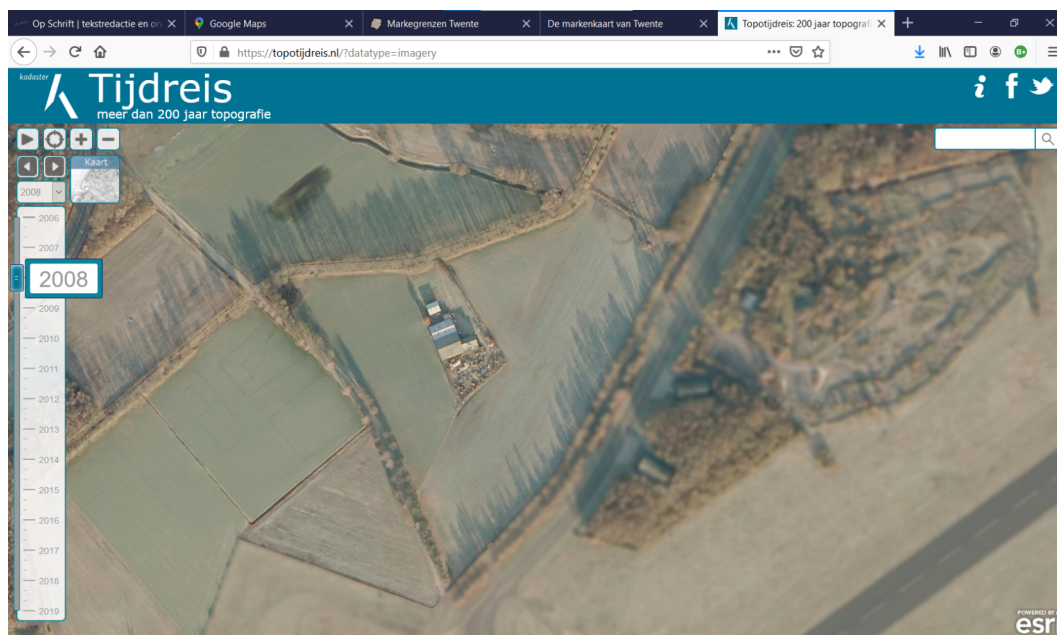 Op Schrift | tekstredactie en on
Google Maps
Markegrenzen Twente
De markenkaart van Twente
Topotijdreis: 200 jaar topografi
https://topotijdreis.nl/?datatype=imagery
kadaster
Tijdreis
meer dan 200 jaar topografie
Kaart
2008
2006
2007
2008
2009
2010
2011
2012
2013
2014
2015
2016
2017
2018
2019
POWERED BY
esri